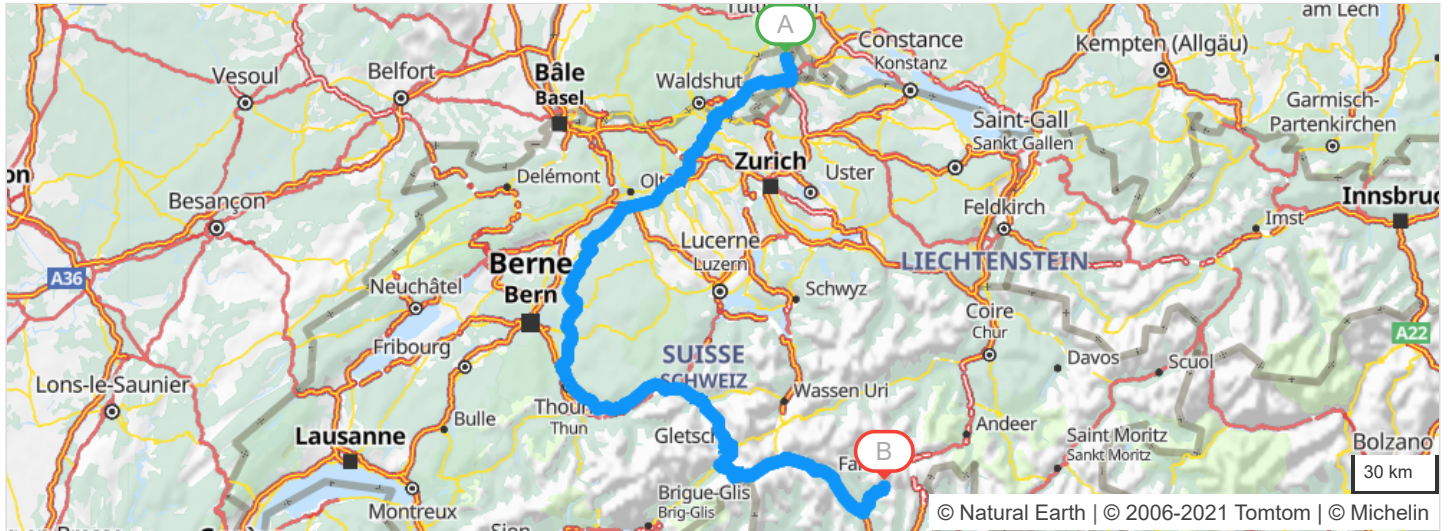 am Lech
A
Constance
Konstanz
Kempten (Allgäu)
Vesoul
Belfort
Bâle
Basel
Waldshut
Garmisch-
Partenkirchen
Saint-Gall
Sankt Gallen
Zurich
Uster
Delémont
Besançon
Innsbruc
Feldkirch
Imst
Lucerne
Luzern
LIECHTENSTEIN
Berne
Bern
A36
Neuchâtel
Schwyz
Coire
Chur
A22
Fribourg
SUISSE
SCHWEIZ
Davos
Scuol
Lons-le-Saunier
Wassen Uri
Thou
Thun
Bulle
Andeer
Lausanne
Gletsch
B
Saint Moritz
Sankt Moritz
Bolzano
30 km
Brigue-Glis
Brig-Glis
Montreux
© Natural Earth | © 2006-2021 Tomtom | © Michelin